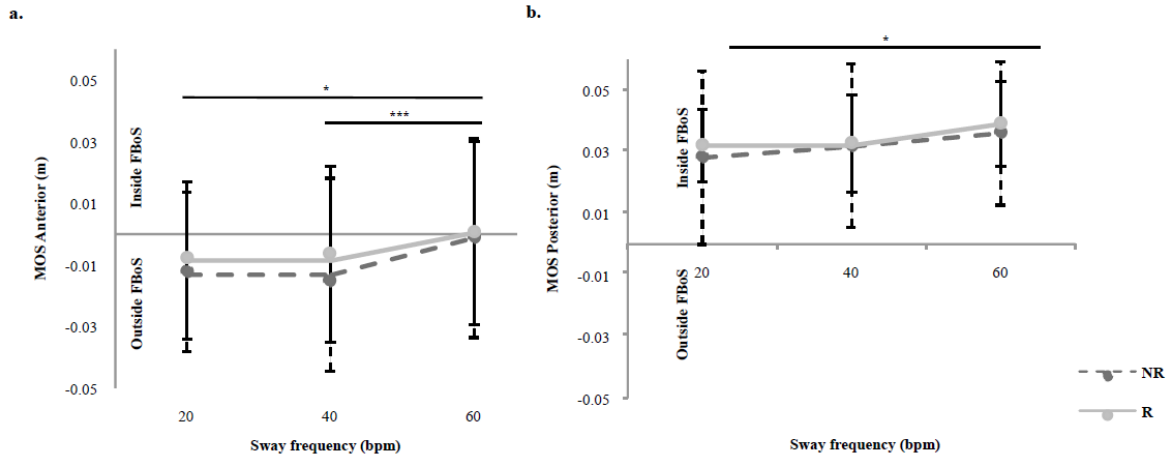 a.
*
***
0.05
0.03
0.01
-0.01
-0.03
-0.05
MOS Anterior (m)
Inside FBoS
Outside FBoS
20
40
60
Sway frequency (bpm)
b.
*
0.05
0.03
0.01
-0.01
-0.03
-0.05
MOS Posterior (m)
Inside FBoS
Outside FBoS
20
40
60
Sway frequency (bpm)
NR
R